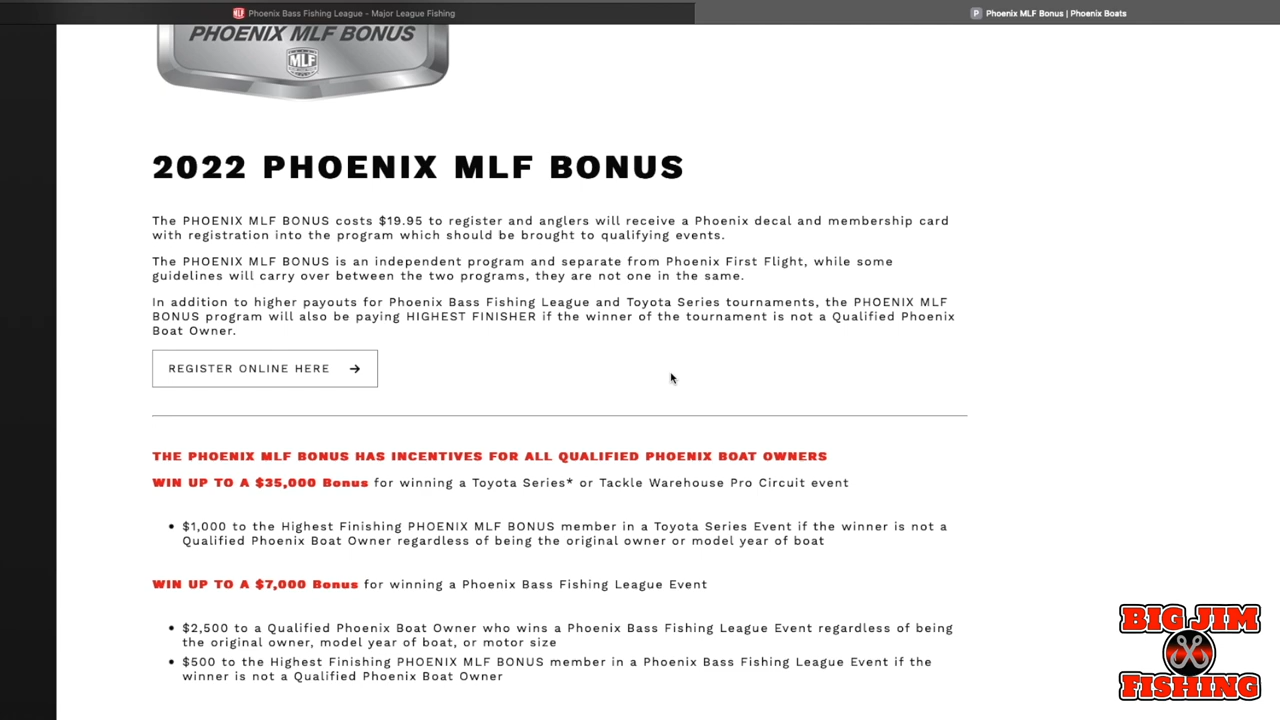 Phoenix Bass Fishing League - Major League Fishing
P Phoenix MLF Bonus | Phoenix Boats
PHOENIX MLF BONUS
MLF
2022 PHOENIX MLF BONUS
The PHOENIX MLF BONUS costs $19.95 to register and anglers will receive a Phoenix decal and membership card
with registration into the program which should be brought to qualifying events.
The PHOENIX MLF BONUS is an independent program and separate from Phoenix First Flight, while some
guidelines will carry over between the two programs, they are not one in the same.
In addition to higher payouts for Phoenix Bass Fishing League and Toyota Series tournaments, the PHOENIX MLF
BONUS program will also be paying HIGHEST FINISHER if the winner of the tournament is not a Qualified Phoenix
Boat Owner.
REGISTER ONLINE HERE →
THE PHOENIX MLF BONUS HAS INCENTIVES FOR ALL QUALIFIED PHOENIX BOAT OWNERS
WIN UP TO A $35,000 Bonus for winning a Toyota Series* or Tackle Warehouse Pro Circuit event
• $1,000 to the Highest Finishing PHOENIX MLF BONUS member in a Toyota Series Event if the winner is not a
Qualified Phoenix Boat Owner regardless of being the original owner or model year of boat
WIN UP TO A $7,000 Bonus for winning a Phoenix Bass Fishing League Event
• $2,500 to a Qualified Phoenix Boat Owner who wins a Phoenix Bass Fishing League Event regardless of being
the original owner, model year of boat, or motor size
• $500 to the Highest Finishing PHOENIX MLF BONUS member in a Phoenix Bass Fishing League Event if the
winner is not a Qualified Phoenix Boat Owner
BIG JIM
FISHING